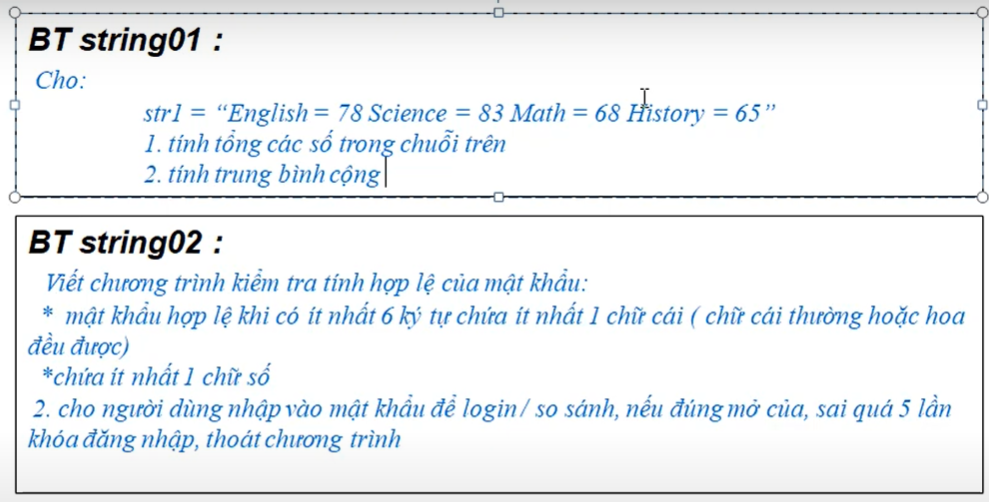 BT string01 :
Cho:
str1 = “English = 78 Science = 83 Math = 68 History = 65”
1. tính tổng các số trong chuỗi trên
2. tính trung bình cộng
BT string02 :
Viết chương trình kiểm tra tính hợp lệ của mật khẩu:
* mật khẩu hợp lệ khi có ít nhất 6 ký tự chứa ít nhất 1 chữ cái ( chữ cái thường hoặc hoa
đều được)
*chứa ít nhất 1 chữ số
2. cho người dùng nhập vào mật khẩu để login/ so sánh, nếu đúng mở của, sai quá 5 lần
khóa đăng nhập, thoát chương trình